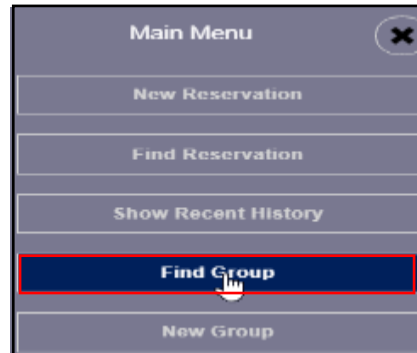 Main Menu
New Reservation
Find Reservation
Show Recent History
Find Group
New Group